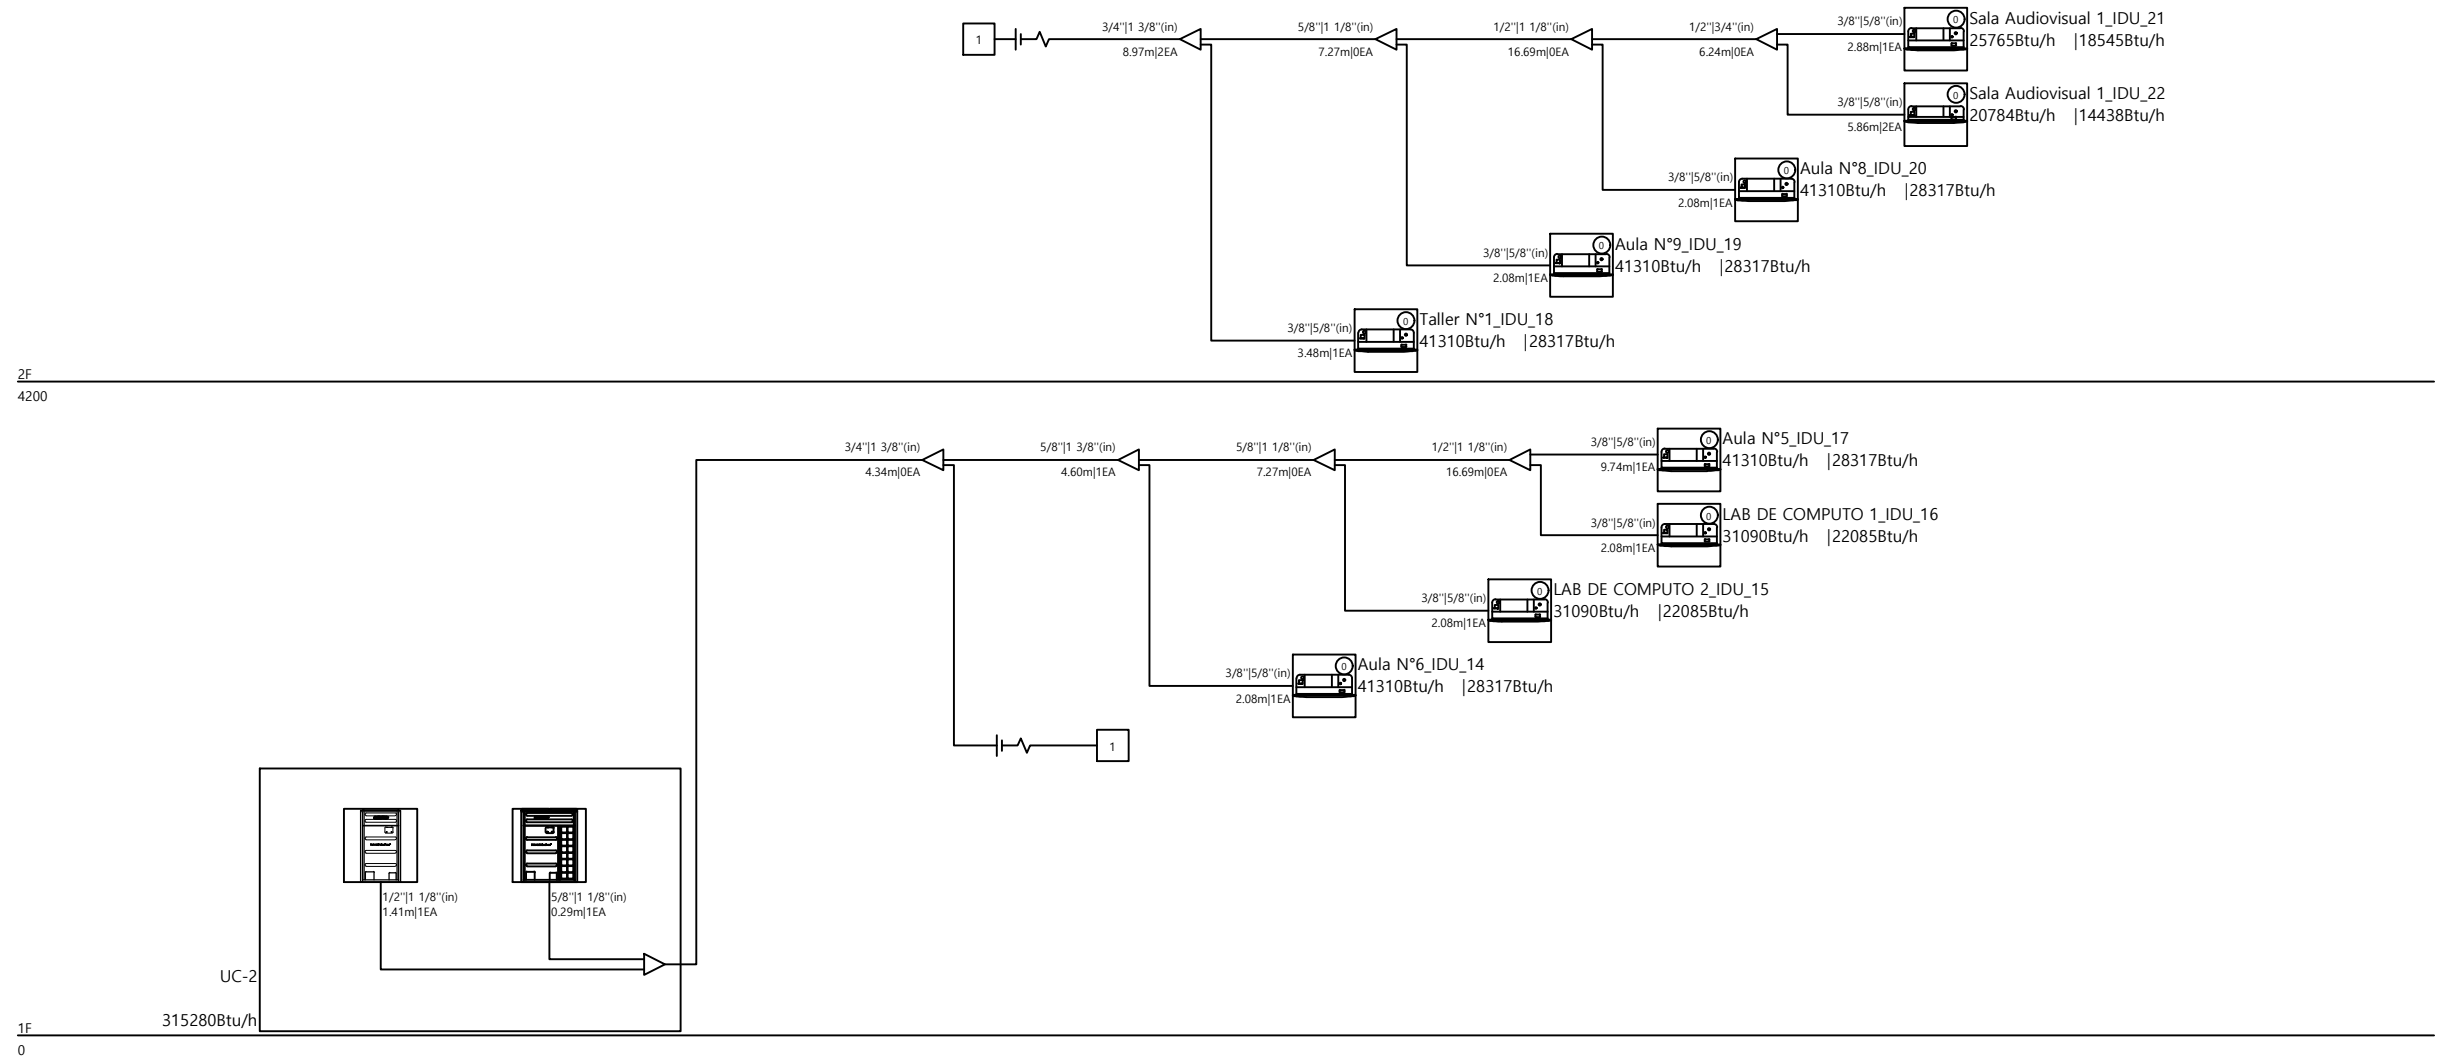 3/4"|1 3/8"(in)
8.97m|2EA
5/8"|1 1/8"(in)
7.27m|0EA
1/2"|1 1/8"(in)
16.69m|0EA
1/2"|3/4"(in)
6.24m|0EA
1
3/8"|5/8"(in)
2.88m|1EA
0
Sala Audiovisual 1_IDU_21
25765Btu/h |18545Btu/h
3/8"|5/8"(in)
5.86m|2EA
0
Sala Audiovisual 1_IDU_22
20784Btu/h |14438Btu/h
3/8"|5/8"(in)
2.08m|1EA
0
Aula N°8_IDU_20
41310Btu/h |28317Btu/h
3/8"|5/8"(in)
2.08m|1EA
0
Aula N°9_IDU_19
41310Btu/h |28317Btu/h
3/8"|5/8"(in)
3.48m|1EA
0
Taller N°1_IDU_18
41310Btu/h |28317Btu/h
2F
4200
3/4"|1 3/8"(in)
4.34m|0EA
5/8"|1 3/8"(in)
4.60m|1EA
5/8"|1 1/8"(in)
7.27m|0EA
1/2"|1 1/8"(in)
16.69m|0EA
3/8"|5/8"(in)
9.74m|1EA
0
Aula N°5_IDU_17
41310Btu/h |28317Btu/h
3/8"|5/8"(in)
2.08m|1EA
0
LAB DE COMPUTO 1_IDU_16
31090Btu/h |22085Btu/h
3/8"|5/8"(in)
2.08m|1EA
0
LAB DE COMPUTO 2_IDU_15
31090Btu/h |22085Btu/h
3/8"|5/8"(in)
2.08m|1EA
0
Aula N°6_IDU_14
41310Btu/h |28317Btu/h
1
1/2"|1 1/8"(in)
1.41m|1EA
5/8"|1 1/8"(in)
0.29m|1EA
UC-2
315280Btu/h
1F
0